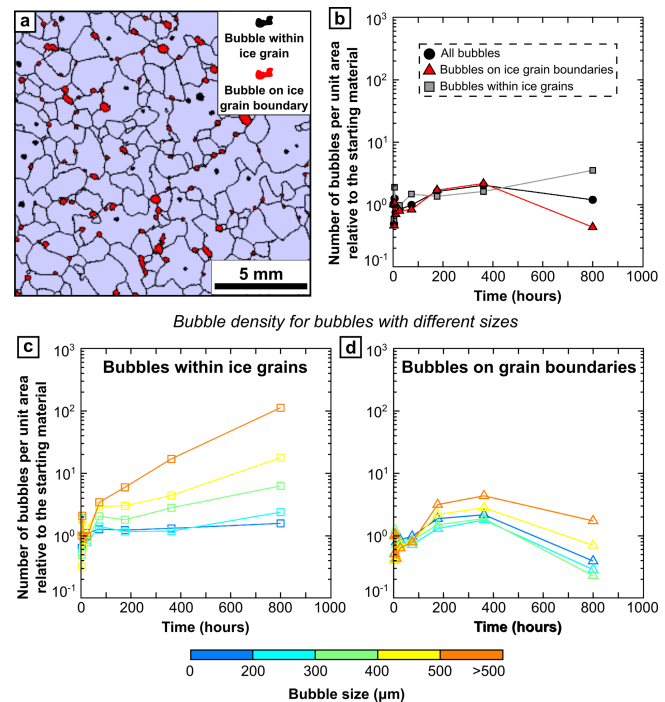 a
Bubble within
ice grain
Bubble on ice
grain boundary
5 mm
b
Number of bubbles per unit area
relative to the starting material
10³
10²
10¹
10⁰
10⁻¹
All bubbles
Bubbles on ice grain boundaries
Bubbles within ice grains
0 200 400 600 800 1000
Time (hours)
Bubble density for bubbles with different sizes
c
Bubbles within ice grains
Number of bubbles per unit area
relative to the starting material
10³
10²
10¹
10⁰
10⁻¹
0 200 400 600 800 1000
Time (hours)
d
Bubbles on grain boundaries
10³
10²
10¹
10⁰
10⁻¹
0 200 400 600 800 1000
Time (hours)
0 200 300 400 500 >500
Bubble size (µm)